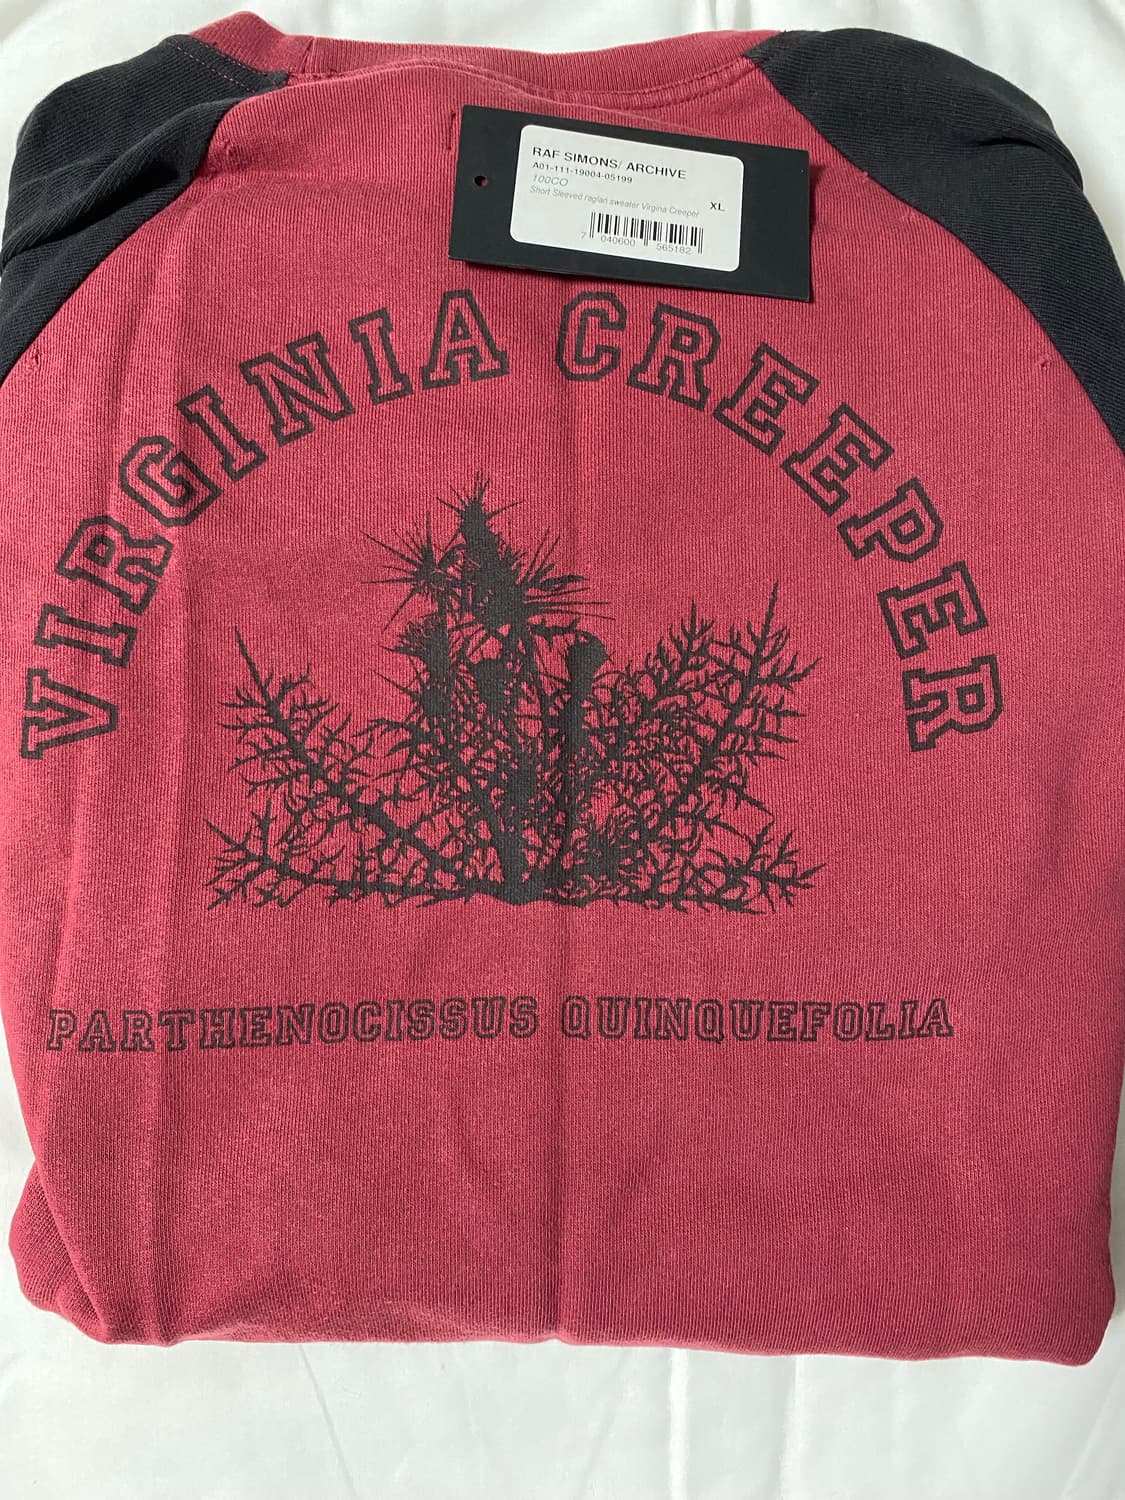 RAF SIMONS/ ARCHIVE
A01-111-19004-05199
100CO
XL
Short Sleeved raglan sweater Virgina Creeper
7 040600 565182
VIRGINIA CREEPER
PARTHENOCISSUS QUINQUEFOLIA